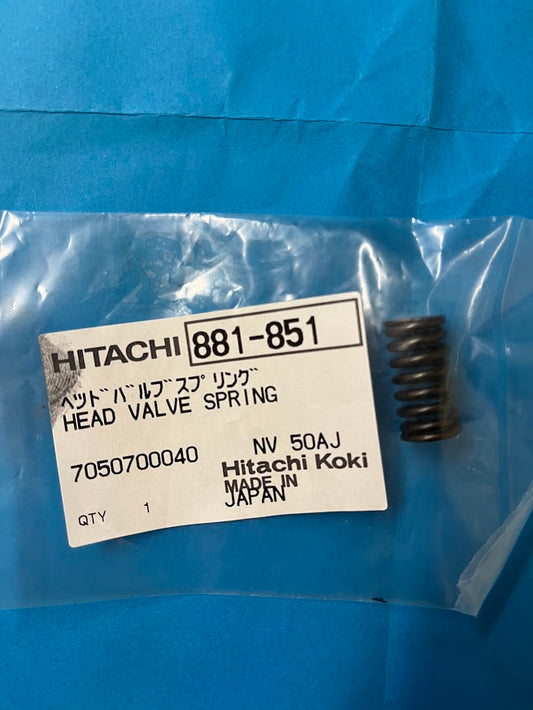 HITACHI 881-851
ヘッドバルブスプリング
HEAD VALVE SPRING
7050700040 NV 50AJ
Hitachi Koki
MADE IN
JAPAN
QTY 1